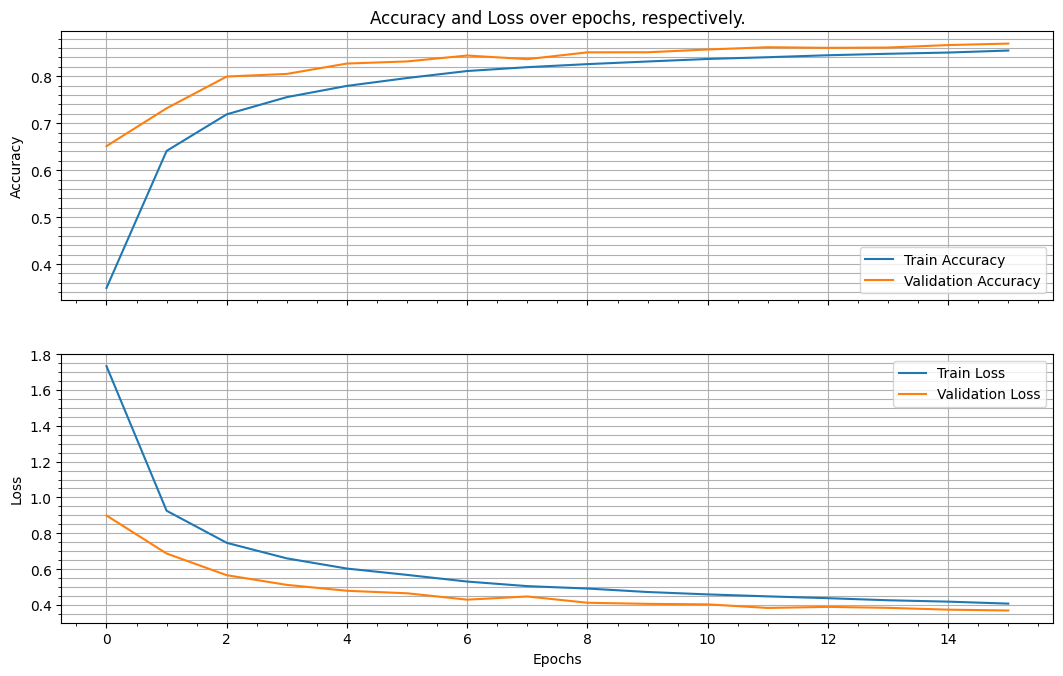 Accuracy and Loss over epochs, respectively.
Accuracy
0.8
0.7
0.6
0.5
0.4
Train Accuracy
Validation Accuracy
Loss
1.8
1.6
1.4
1.2
1.0
0.8
0.6
0.4
Train Loss
Validation Loss
0 2 4 6 8 10 12 14
Epochs